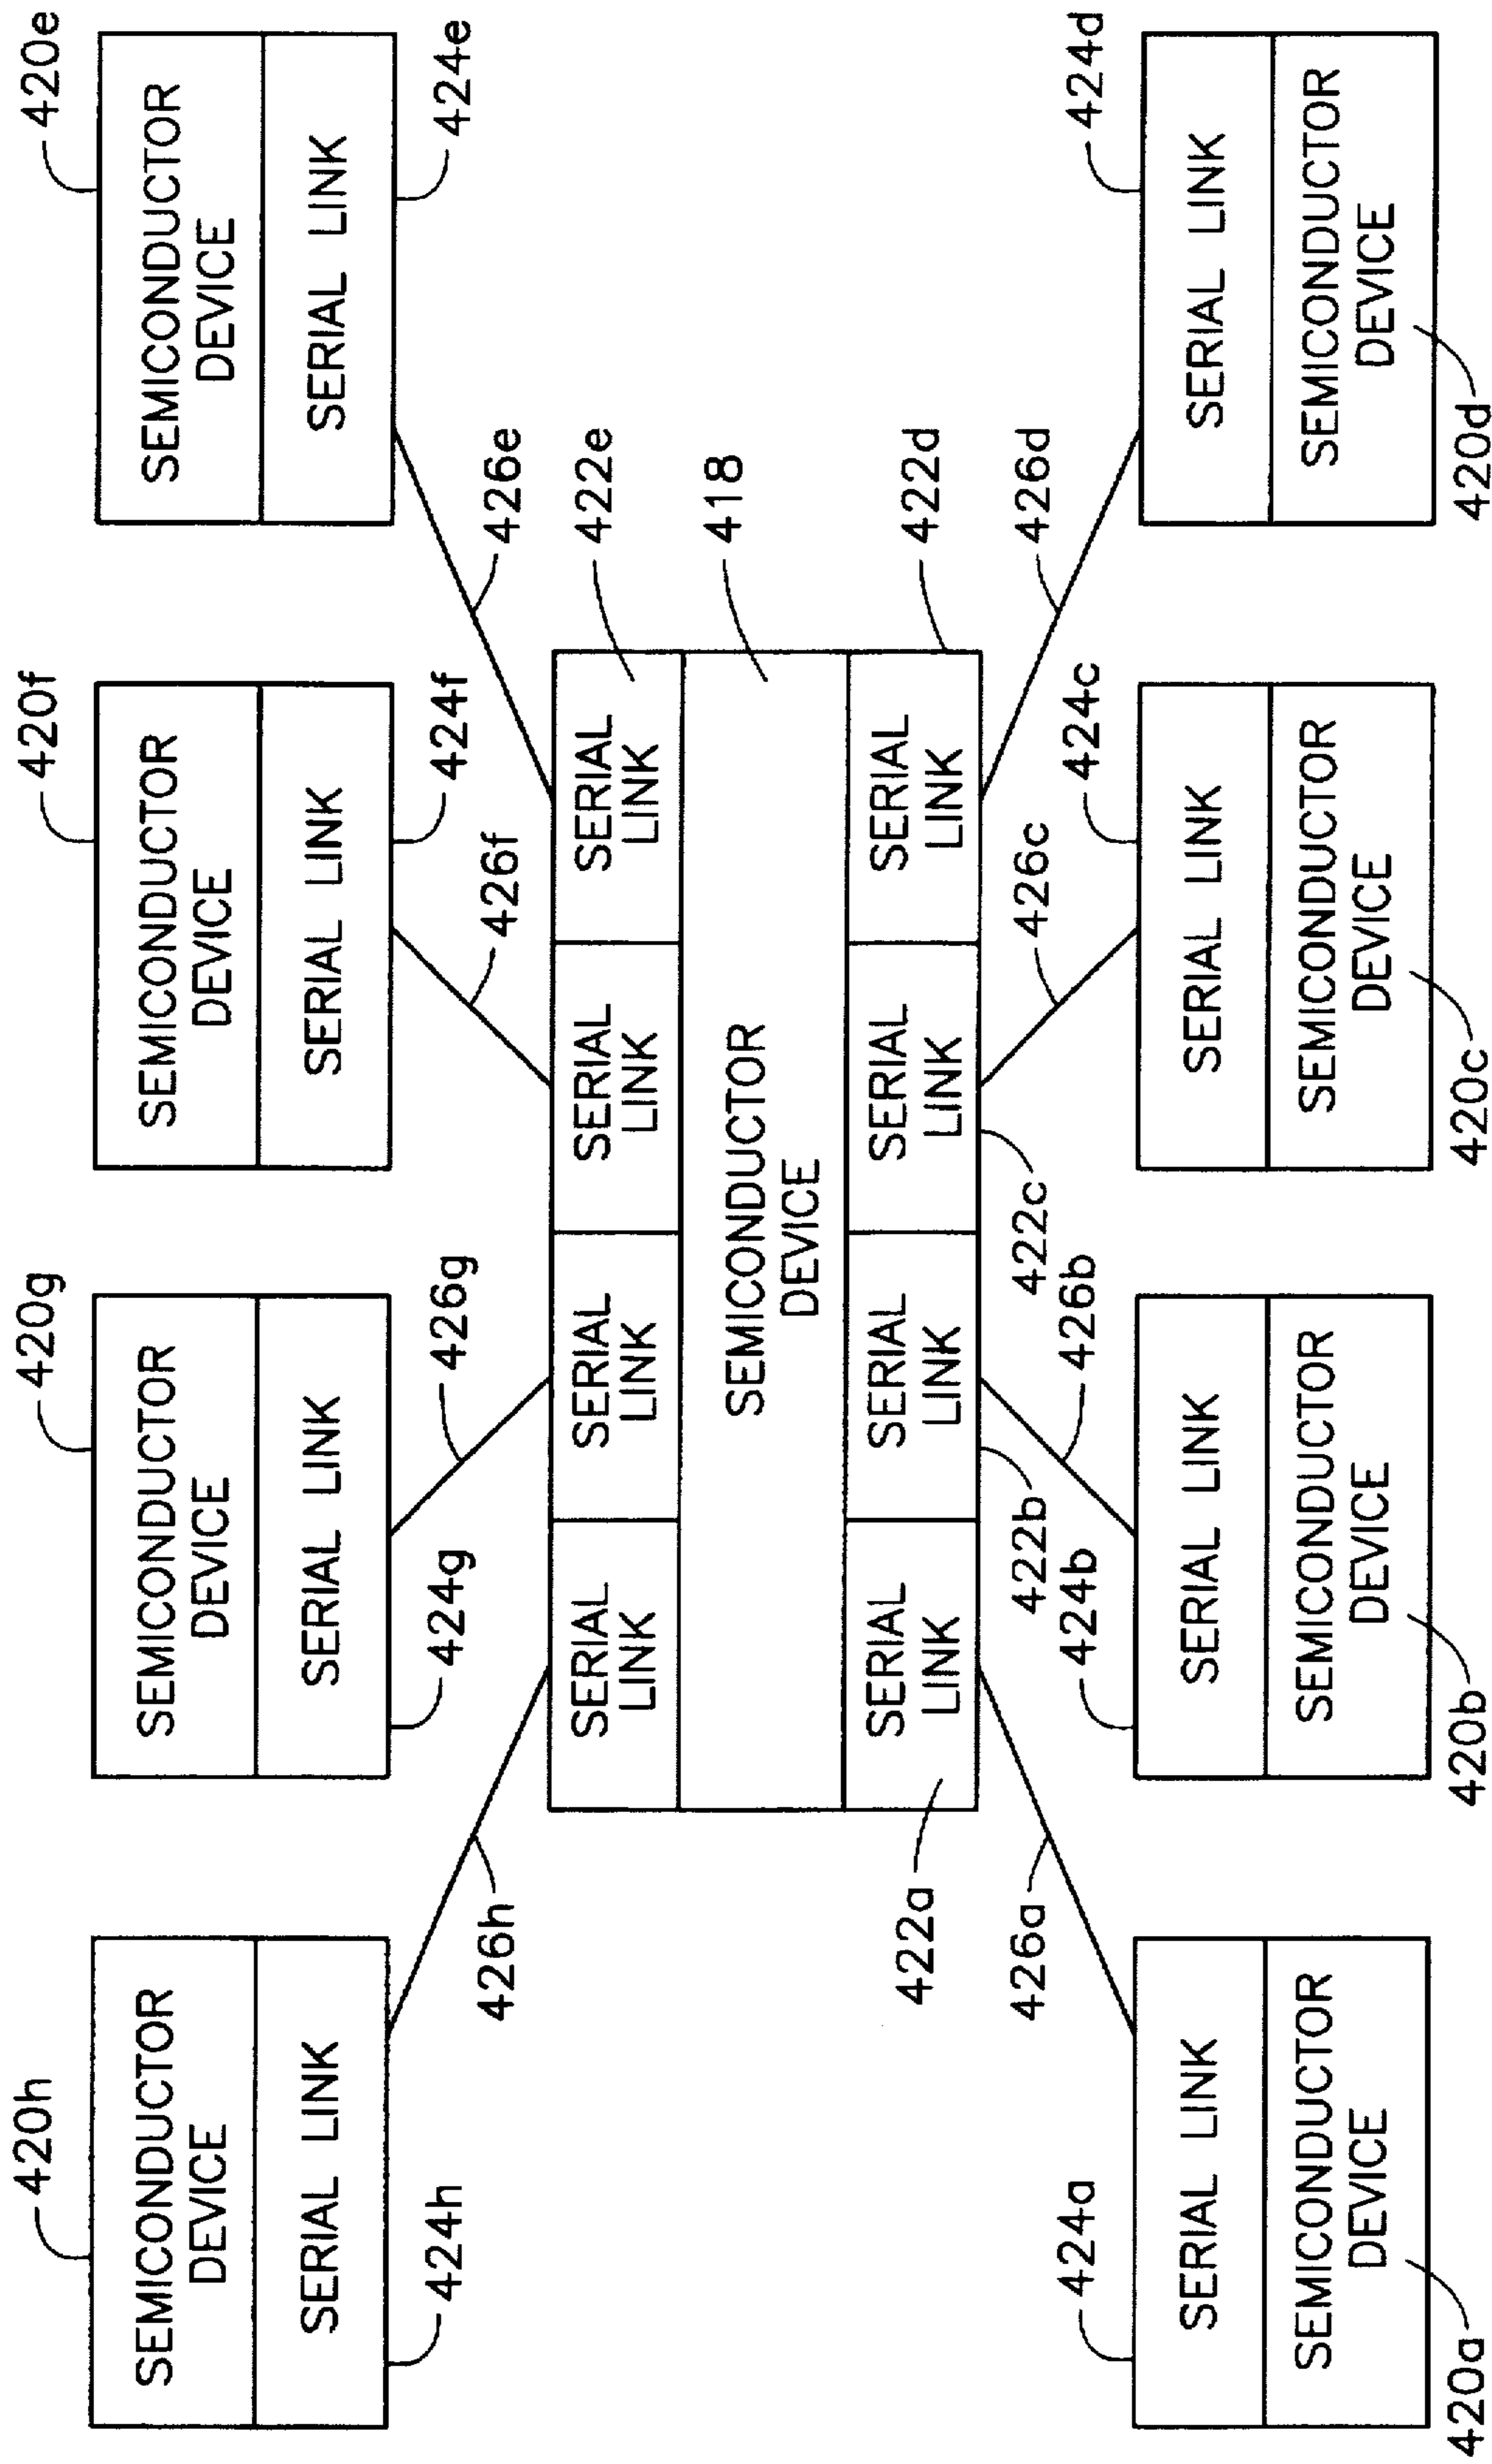 420h
420g
420f
420e
SEMICONDUCTOR
DEVICE
SERIAL LINK
SEMICONDUCTOR
DEVICE
SERIAL LINK
SEMICONDUCTOR
DEVICE
SERIAL LINK
SEMICONDUCTOR
DEVICE
SERIAL LINK
424h
424g
426g
424f
424e
426h
426f
426e
SERIAL
LINK
SERIAL
LINK
SERIAL
LINK
SERIAL
LINK
422e
SEMICONDUCTOR
DEVICE
418
SERIAL
LINK
SERIAL
LINK
SERIAL
LINK
SERIAL
LINK
422a
422d
426a
422b
422c
426c
426d
424a
424b
426b
424c
424d
SERIAL LINK
SEMICONDUCTOR
DEVICE
SERIAL LINK
SEMICONDUCTOR
DEVICE
SERIAL LINK
SEMICONDUCTOR
DEVICE
SERIAL LINK
SEMICONDUCTOR
DEVICE
420a
420b
420c
420d